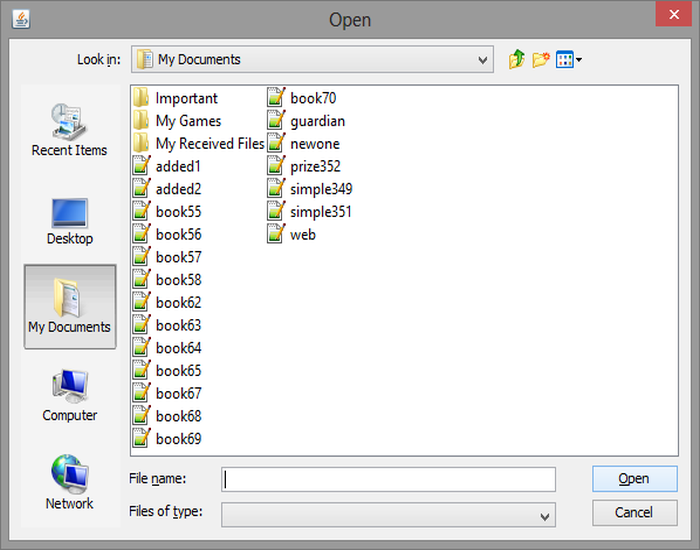 Open
Look in:
My Documents
Recent Items
Desktop
My Documents
Computer
Network
Important
My Games
My Received Files
added1
added2
book55
book56
book57
book58
book62
book63
book64
book65
book67
book68
book69
book70
guardian
newone
prize352
simple349
simple351
web
File name:
Open
Files of type:
Cancel